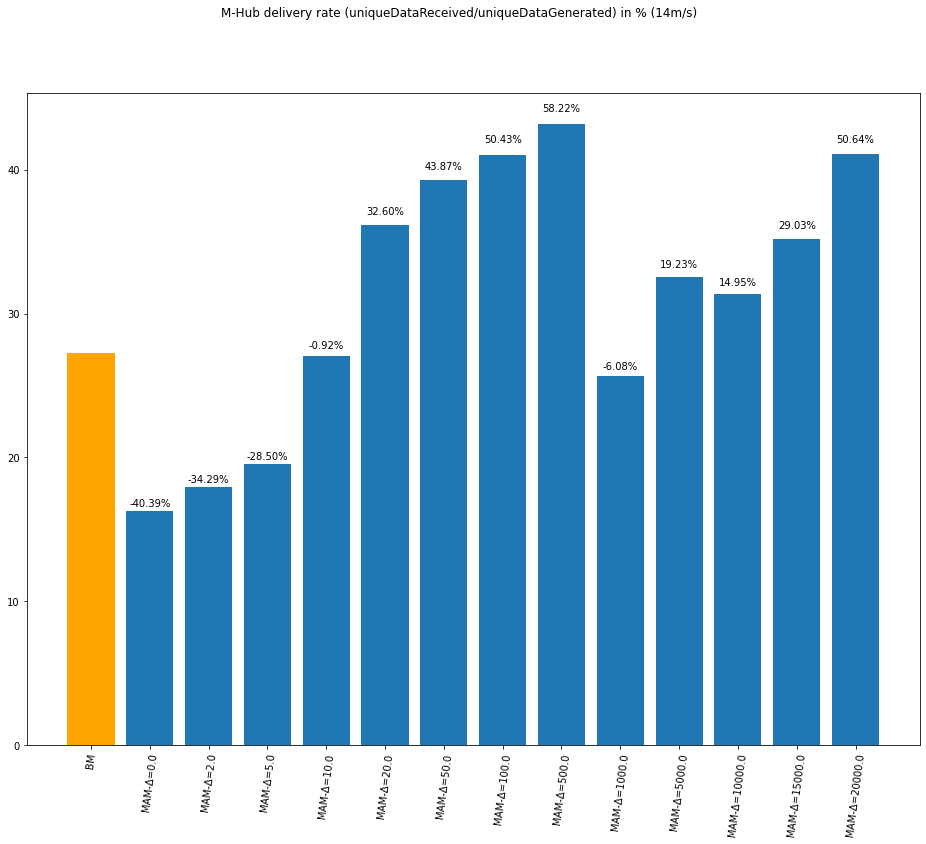 M-Hub delivery rate (uniqueDataReceived/uniqueDataGenerated) in % (14m/s)
58.22%
50.43%
50.64%
43.87%
32.60%
29.03%
19.23%
14.95%
-0.92%
-6.08%
-28.50%
-34.29%
-40.39%
40
30
20
10
0
BM
MAM-Δ=0.0
MAM-Δ=2.0
MAM-Δ=5.0
MAM-Δ=10.0
MAM-Δ=20.0
MAM-Δ=50.0
MAM-Δ=100.0
MAM-Δ=500.0
MAM-Δ=1000.0
MAM-Δ=5000.0
MAM-Δ=10000.0
MAM-Δ=15000.0
MAM-Δ=20000.0